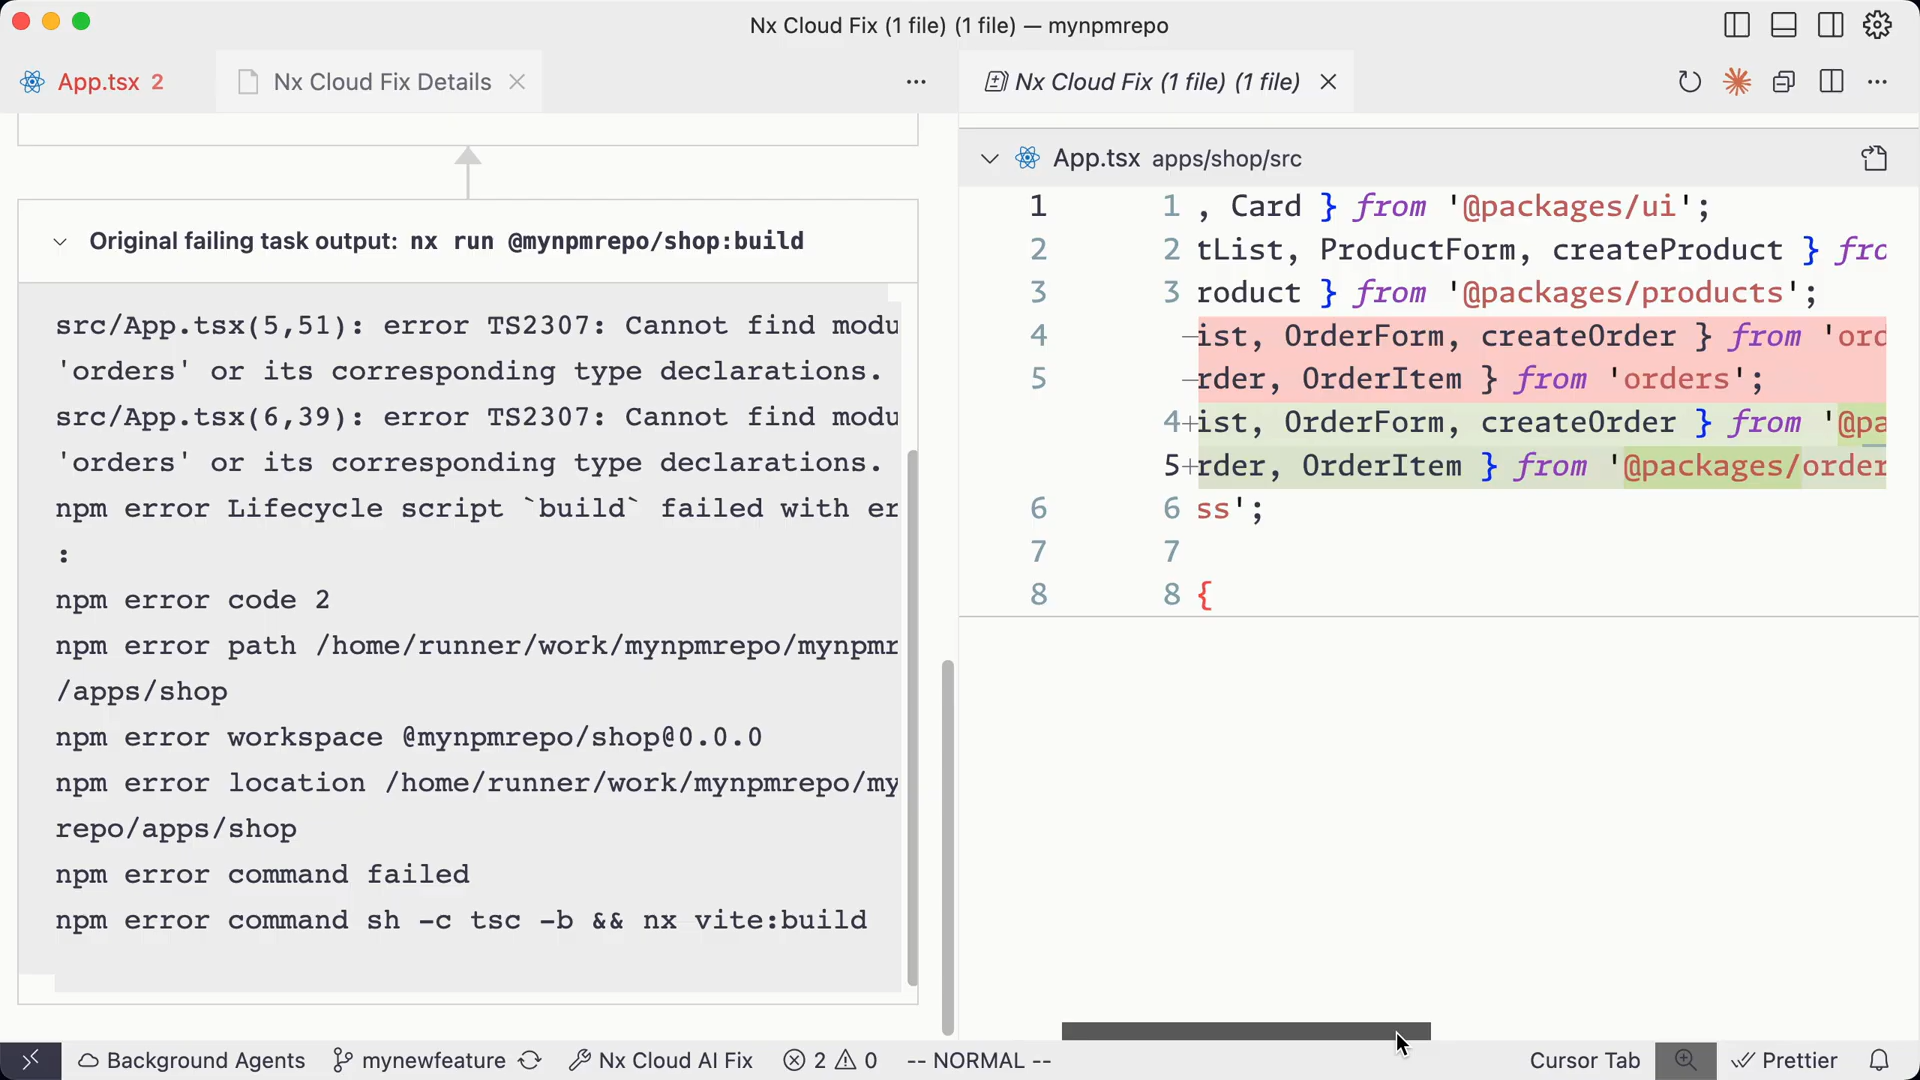 Nx Cloud Fix (1 file) (1 file) — mynpmrepo
App.tsx 2
Nx Cloud Fix Details
Nx Cloud Fix (1 file) (1 file)
Original failing task output: nx run @mynpmrepo/shop:build
src/App.tsx(5,51): error TS2307: Cannot find modu
'orders' or its corresponding type declarations.
src/App.tsx(6,39): error TS2307: Cannot find modu
'orders' or its corresponding type declarations.
npm error Lifecycle script `build` failed with er
:
npm error code 2
npm error path /home/runner/work/mynpmrepo/mynpmr
/apps/shop
npm error workspace @mynpmrepo/shop@0.0.0
npm error location /home/runner/work/mynpmrepo/my
repo/apps/shop
npm error command failed
npm error command sh -c tsc -b && nx vite:build
App.tsx apps/shop/src
1 1 , Card } from '@packages/ui';
2 2 tList, ProductForm, createProduct } fro
3 3 roduct } from '@packages/products';
4 —ist, OrderForm, createOrder } from 'ord
5 —rder, OrderItem } from 'orders';
4+ist, OrderForm, createOrder } from '@pa
5+rder, OrderItem } from '@packages/order
6 6 ss';
7 7
8 8 {
Background Agents
mynewfeature
Nx Cloud AI Fix
2
0
-- NORMAL --
Cursor Tab
Prettier